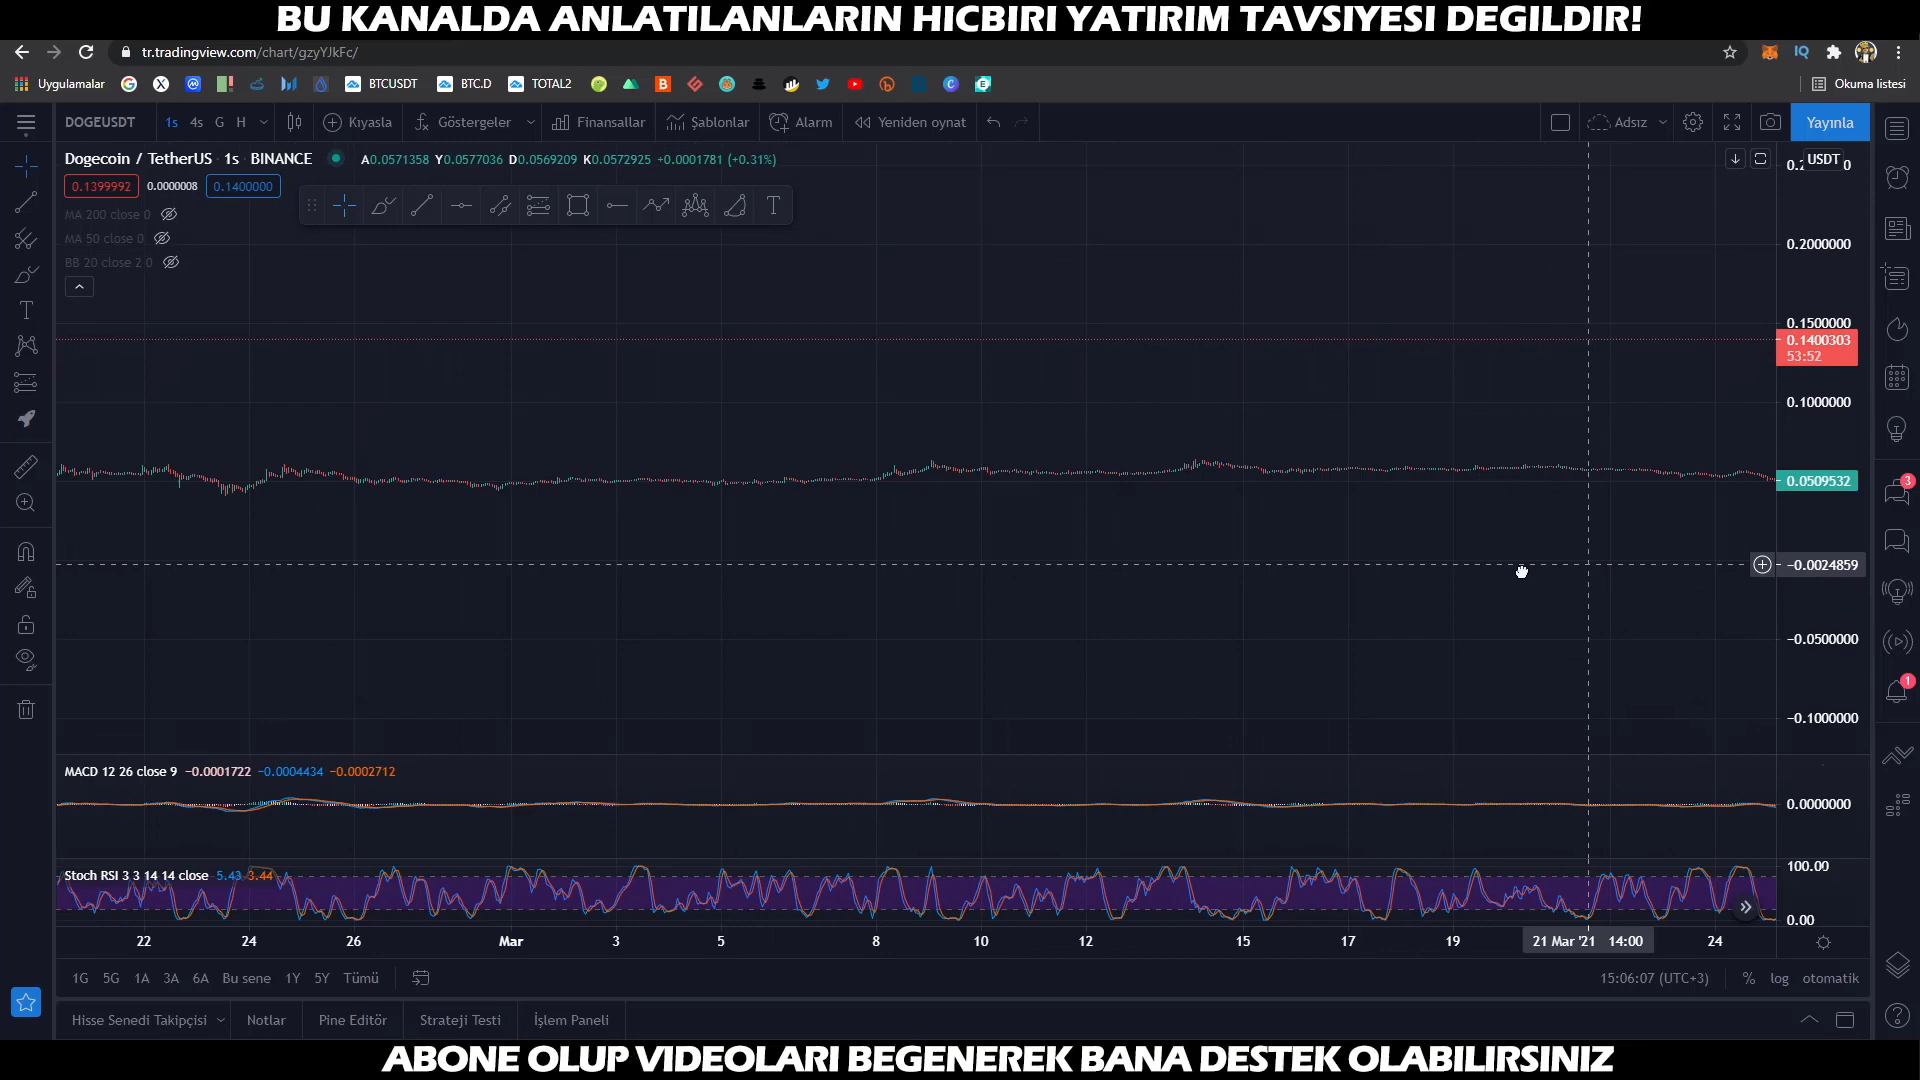 BU KANALDA ANLATILANLARIN HICBIRI YATIRIM TAVSIYESI DEGILDIR!
tr.tradingview.com/chart/gzyYJkFc/
Uygulamalar BTCUSDT BTC.D TOTAL2 Okuma listesi
DOGEUSDT 1s 4s G H Kıyasla Göstergeler Finansallar Şablonlar Alarm Yeniden oynat Adsız Yayınla
Dogecoin / TetherUS 1s BINANCE A0.0571358 Y0.0577036 D0.0569209 K0.0572925 +0.0001781 (+0.31%)
USDT
0.1399992 0.0000008 0.1400000
MA 200 close 0
MA 50 close 0
BB 20 close 2 0
0.2000000
0.1500000
0.1400303
53:52
0.1000000
0.0509532
−0.0024859
−0.0500000
−0.1000000
MACD 12 26 close 9 −0.0001722 −0.0004434 −0.0002712
0.0000000
Stoch RSI 3 3 14 14 close 5.43 3.44
100.00
0.00
22 24 26 Mar 3 5 8 10 12 15 17 19 21 Mar '21 14:00 24
1G 5G 1A 3A 6A Bu sene 1Y 5Y Tümü 15:06:07 (UTC+3) % log otomatik
Hisse Senedi Takipçisi Notlar Pine Editör Strateji Testi İşlem Paneli
3
1
ABONE OLUP VIDEOLARI BEGENEREK BANA DESTEK OLABILIRSINIZ